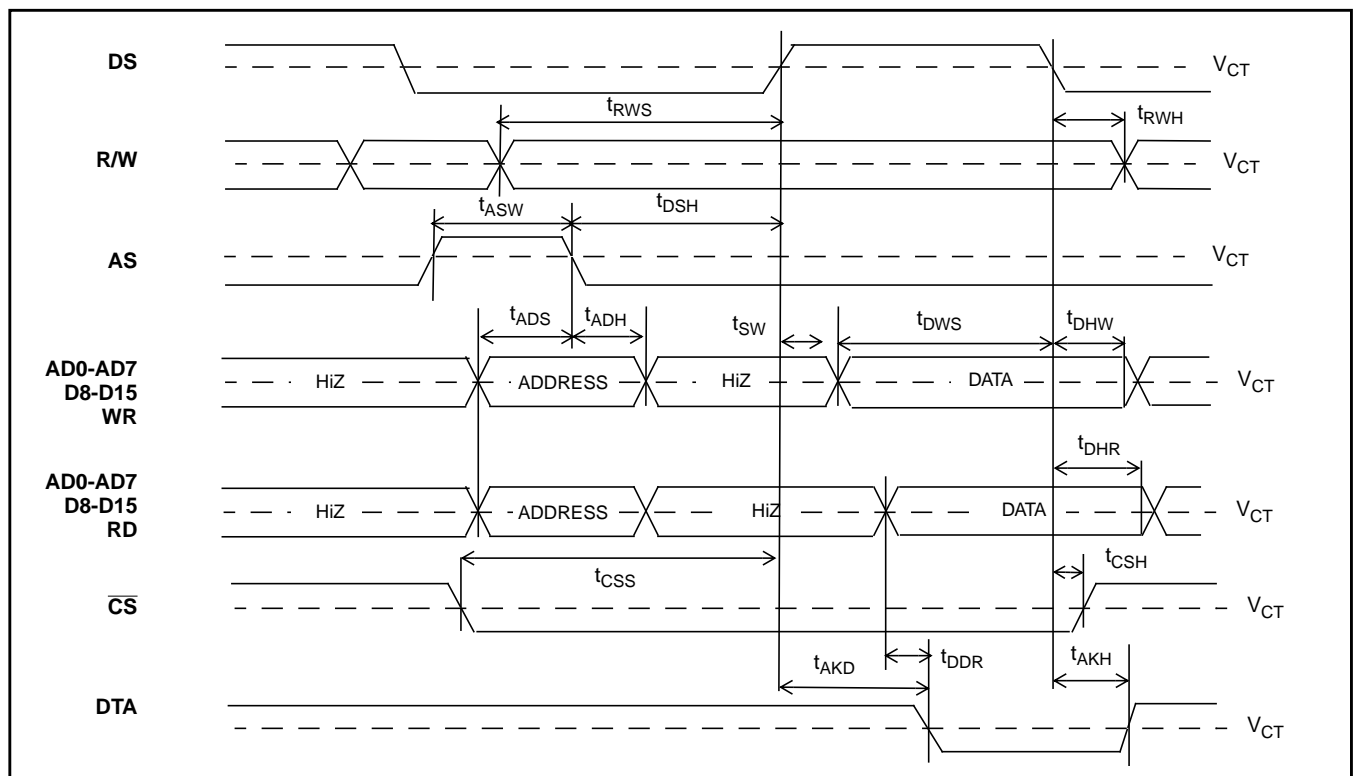 DS
V_CT
t_RWS
t_RWH
R/W
V_CT
t_ASW
t_DSH
AS
V_CT
t_ADS
t_ADH
t_SW
t_DWS
t_DHW
AD0-AD7
D8-D15
WR
HiZ
ADDRESS
HiZ
DATA
V_CT
t_DHR
AD0-AD7
D8-D15
RD
HiZ
ADDRESS
HiZ
DATA
V_CT
t_CSS
t_CSH
C̅S̅
V_CT
t_AKD
t_DDR
t_AKH
DTA
V_CT